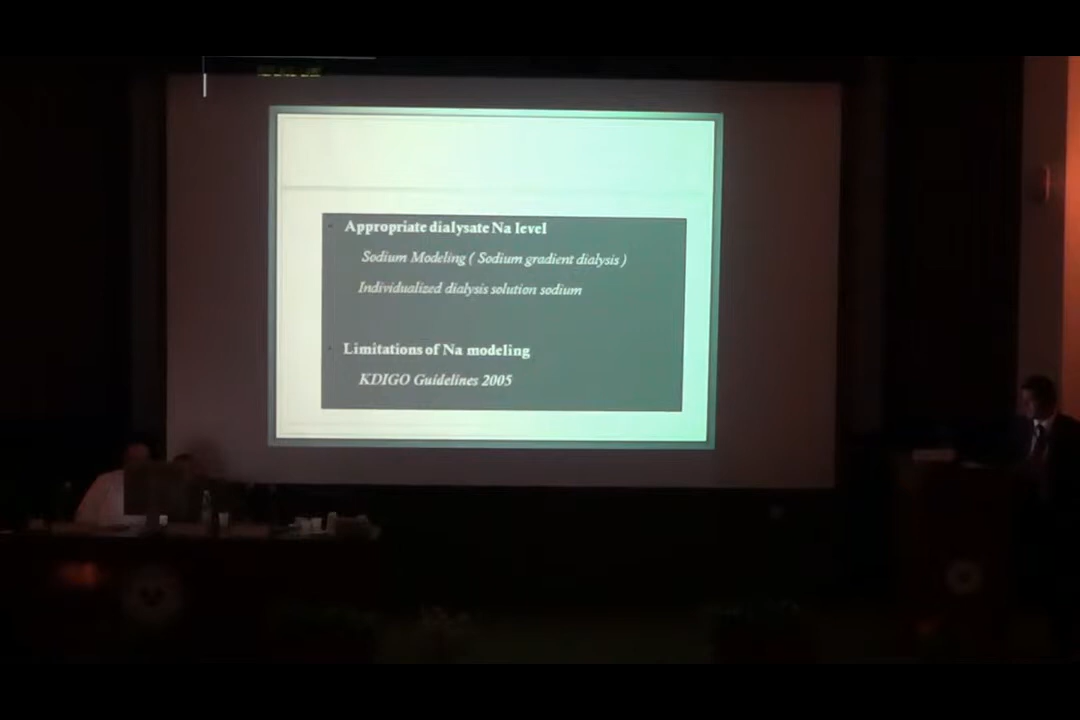 Appropriate dialysate Na level
Sodium Modeling ( Sodium gradient dialysis )
Individualized dialysis solution sodium
Limitations of Na modeling
KDIGO Guidelines 2005